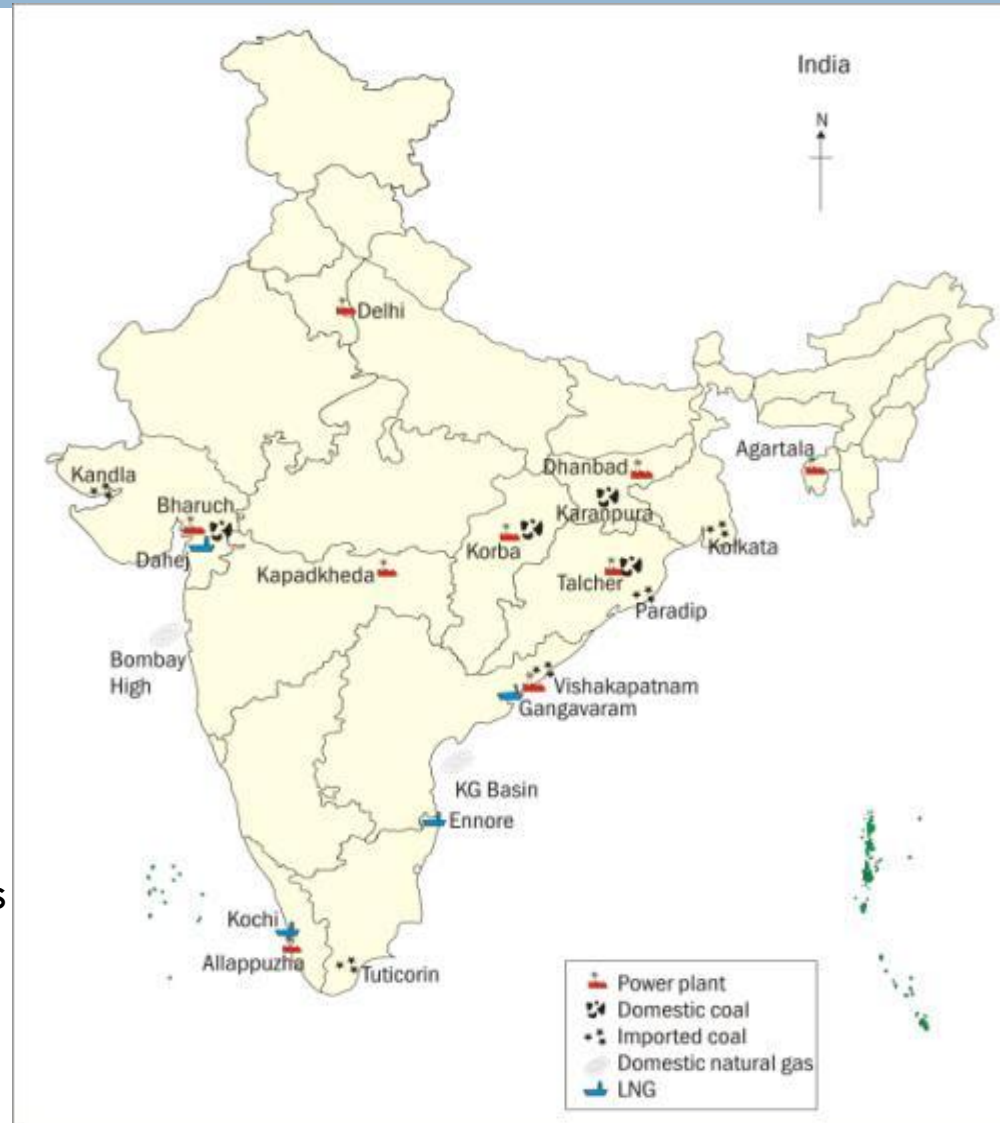 India
N
Delhi
Agartala
Dhanbad
Kandla
Karanpura
Bharuch
Korba
Kolkata
Dahej
Kapadkheda
Talcher
Paradip
Bombay
High
Vishakapatnam
Gangavaram
KG Basin
Ennore
s
Kochi
Allappuzha
Tuticorin
Power plant
Domestic coal
Imported coal
Domestic natural gas
LNG